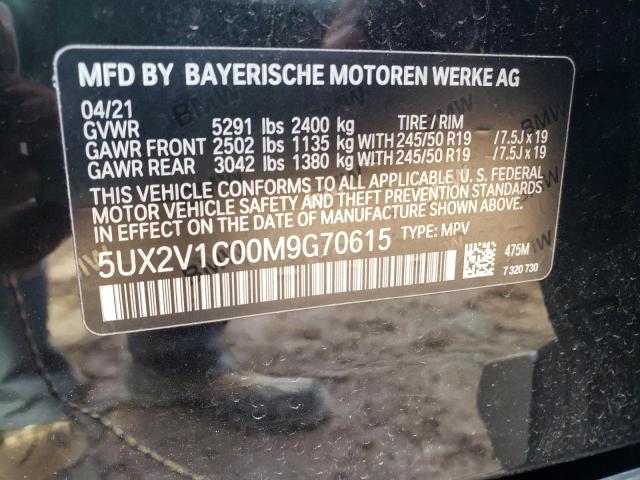 MFD BY BAYERISCHE MOTOREN WERKE AG
04/21
GVWR 5291 lbs 2400 kg TIRE / RIM
GAWR FRONT 2502 lbs 1135 kg WITH 245/50 R19 / 7.5J x 19
GAWR REAR 3042 lbs 1380 kg WITH 245/50 R19 / 7.5J x 19
THIS VEHICLE CONFORMS TO ALL APPLICABLE U. S. FEDERAL
MOTOR VEHICLE SAFETY AND THEFT PREVENTION STANDARDS
IN EFFECT ON THE DATE OF MANUFACTURE SHOWN ABOVE.
5UX2V1C00M9G70615 TYPE: MPV
475M
7 320 730